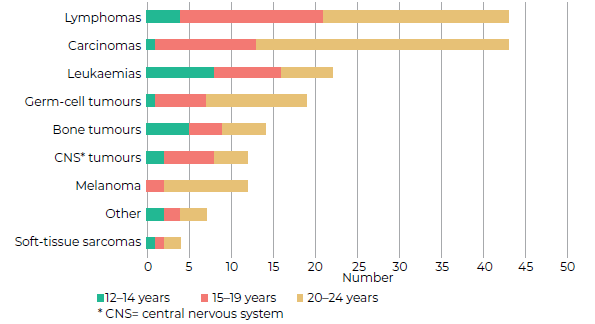 Lymphomas
Carcinomas
Leukaemias
Germ-cell tumours
Bone tumours
CNS* tumours
Melanoma
Other
Soft-tissue sarcomas
0 5 10 15 20 25 30 35 40 45 50
Number
12–14 years 15–19 years 20–24 years
* CNS= central nervous system